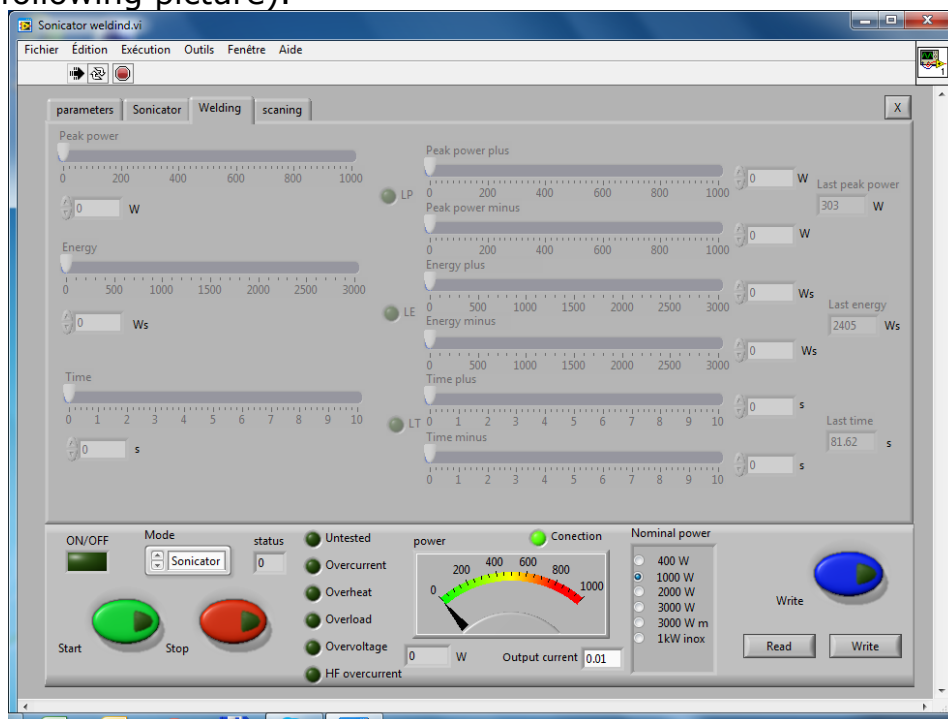 following picture).
Sonicator weldind.vi
Fichier Édition Exécution Outils Fenêtre Aide
1
parameters Sonicator Welding scaning X
Peak power
0 200 400 600 800 1000
0 W
Energy
0 500 1000 1500 2000 2500 3000
0 Ws
Time
0 1 2 3 4 5 6 7 8 9 10
0 s
LP
LE
LT
Peak power plus
0 200 400 600 800 1000
0 W
Peak power minus
0 200 400 600 800 1000
0 W
Energy plus
0 500 1000 1500 2000 2500 3000
0 Ws
Energy minus
0 500 1000 1500 2000 2500 3000
0 Ws
Time plus
0 1 2 3 4 5 6 7 8 9 10
0 s
Time minus
0 1 2 3 4 5 6 7 8 9 10
0 s
Last peak power
303 W
Last energy
2405 Ws
Last time
81.62 s
ON/OFF
Mode
Sonicator
status
0
Start
Stop
Untested
Overcurrent
Overheat
Overload
Overvoltage
HF overcurrent
power
Conection
0 200 400 600 800 1000
0 W
Output current 0.01
Nominal power
400 W
1000 W
2000 W
3000 W
3000 W m
1kW inox
Write
Read Write